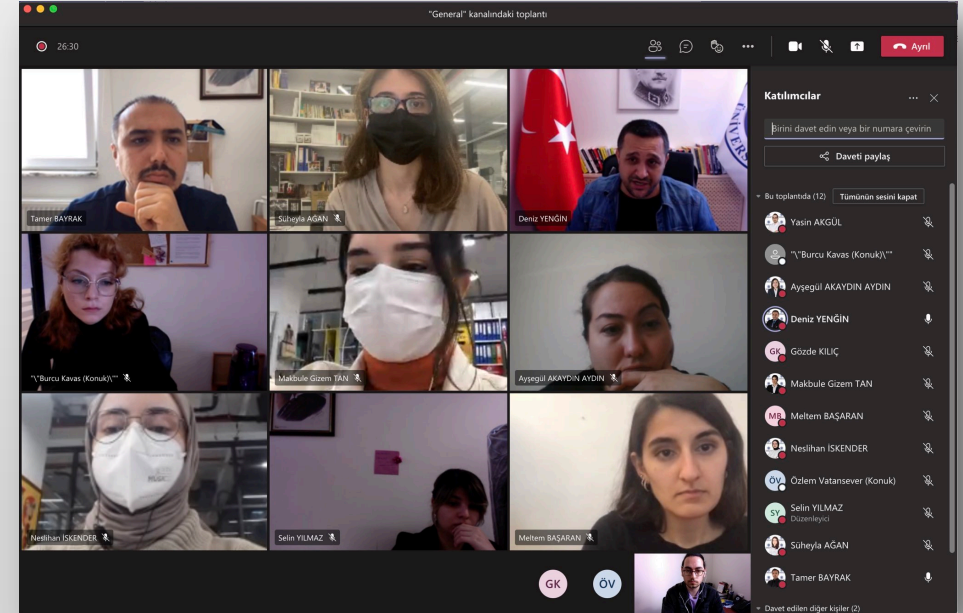 "General" kanalındaki toplantı
26:30
Ayrıl
Tamer BAYRAK
Süheyla AĞAN
Deniz YENĞİN
"\"Burcu Kavas (Konuk)\""
Makbule Gizem TAN
Ayşegül AKAYDIN AYDIN
Neslihan İSKENDER
Selin YILMAZ
Meltem BAŞARAN
GK
ÖV
Katılımcılar
Birini davet edin veya bir numara çevirin
Daveti paylaş
Bu toplantıda (12)
Tümünün sesini kapat
Yasin AKGÜL
"\"Burcu Kavas (Konuk)\""
Ayşegül AKAYDIN AYDIN
Deniz YENĞİN
GK
Gözde KILIÇ
Makbule Gizem TAN
MB
Meltem BAŞARAN
Neslihan İSKENDER
ÖV
Özlem Vatansever (Konuk)
SY
Selin YILMAZ
Düzenleyici
Süheyla AĞAN
Tamer BAYRAK
Davet edilen diğer kişiler (2)